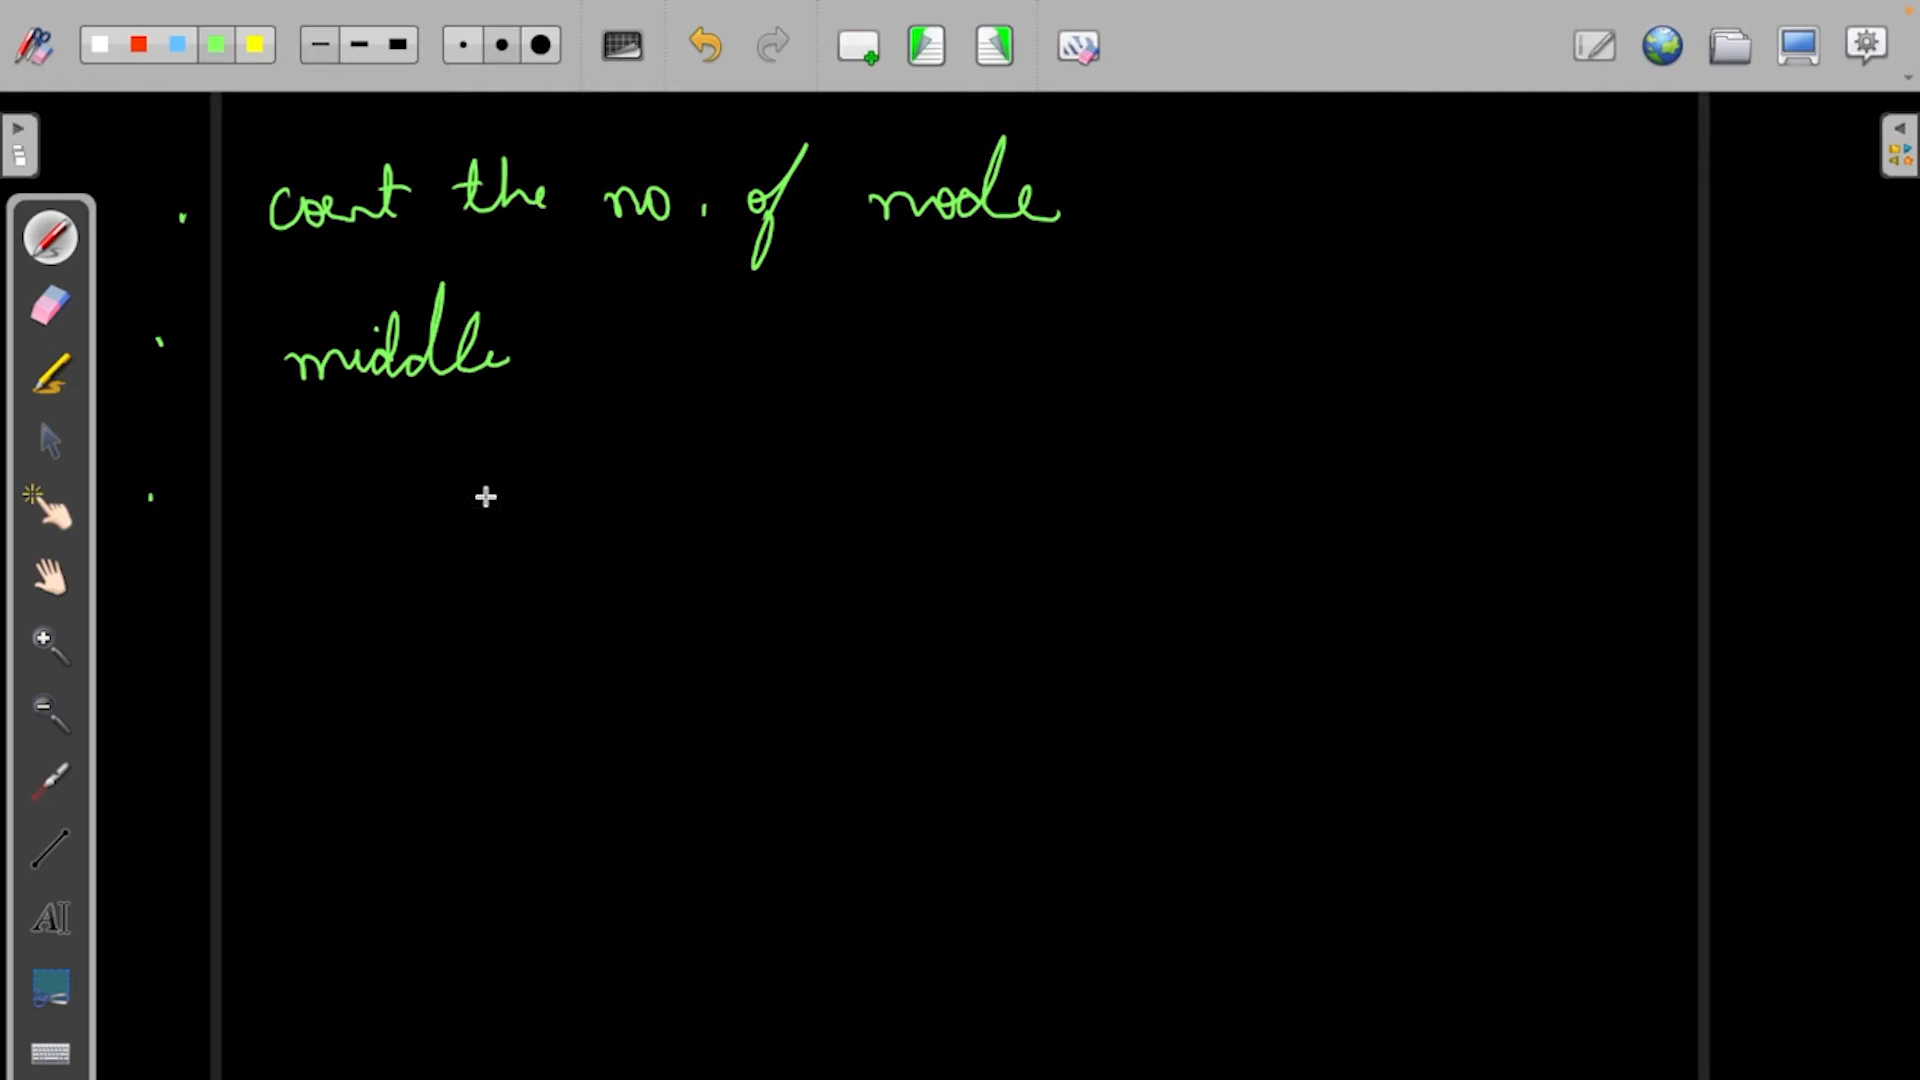 . count the no. of node
. middle
.